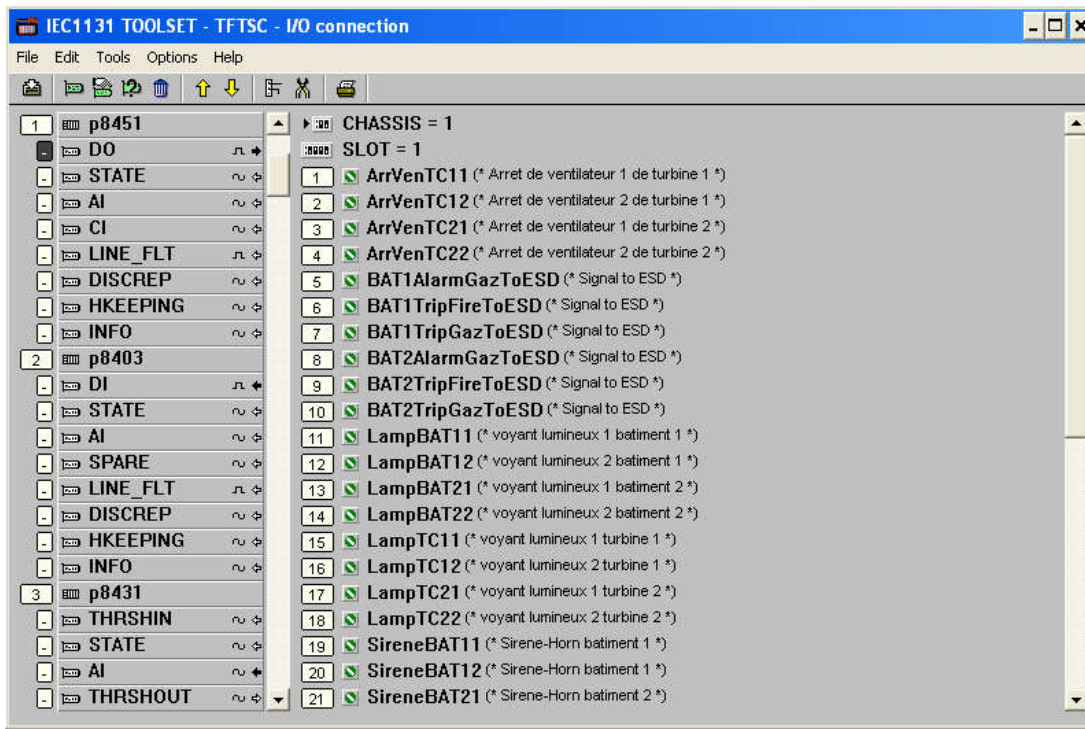 IEC1131 TOOLSET - TFTSC - I/O connection
File Edit Tools Options Help
1 p8451
- DO
- STATE
- AI
- CI
- LINE_FLT
- DISCREP
- HKEEPING
- INFO
2 p8403
- DI
- STATE
- AI
- SPARE
- LINE_FLT
- DISCREP
- HKEEPING
- INFO
3 p8431
- THRSHIN
- STATE
- AI
- THRSHOUT
CHASSIS = 1
SLOT = 1
1 ArrVenTC11 (* Arret de ventilateur 1 de turbine 1 *)
2 ArrVenTC12 (* Arret de ventilateur 2 de turbine 1 *)
3 ArrVenTC21 (* Arret de ventilateur 1 de turbine 2 *)
4 ArrVenTC22 (* Arret de ventilateur 2 de turbine 2 *)
5 BAT1AlarmGazToESD (* Signal to ESD *)
6 BAT1TripFireToESD (* Signal to ESD *)
7 BAT1TripGazToESD (* Signal to ESD *)
8 BAT2AlarmGazToESD (* Signal to ESD *)
9 BAT2TripFireToESD (* Signal to ESD *)
10 BAT2TripGazToESD (* Signal to ESD *)
11 LampBAT11 (* voyant lumineux 1 batiment 1 *)
12 LampBAT12 (* voyant lumineux 2 batiment 1 *)
13 LampBAT21 (* voyant lumineux 1 batiment 2 *)
14 LampBAT22 (* voyant lumineux 2 batiment 2 *)
15 LampTC11 (* voyant lumineux 1 turbine 1 *)
16 LampTC12 (* voyant lumineux 2 turbine 1 *)
17 LampTC21 (* voyant lumineux 1 turbine 2 *)
18 LampTC22 (* voyant lumineux 2 turbine 2 *)
19 SireneBAT11 (* Sirene-Horn batiment 1 *)
20 SireneBAT12 (* Sirene-Horn batiment 1 *)
21 SireneBAT21 (* Sirene-Horn batiment 2 *)